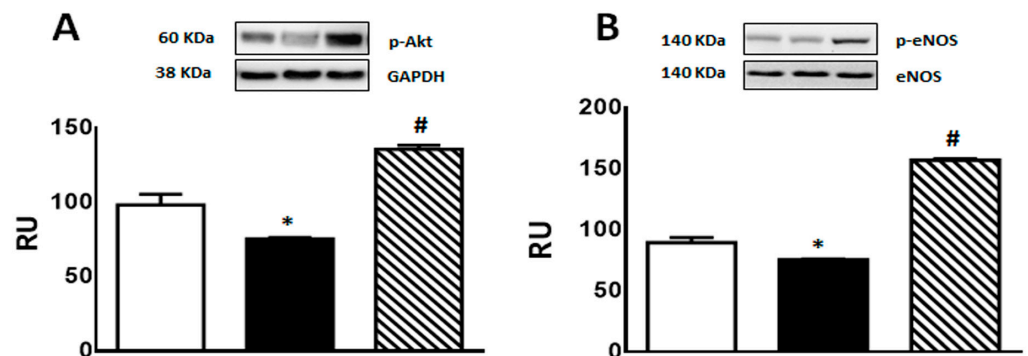 A
60 KDa
p-Akt
38 KDa
GAPDH
150
100
50
0
RU
*
#
B
140 KDa
p-eNOS
140 KDa
eNOS
200
150
100
50
0
RU
*
#